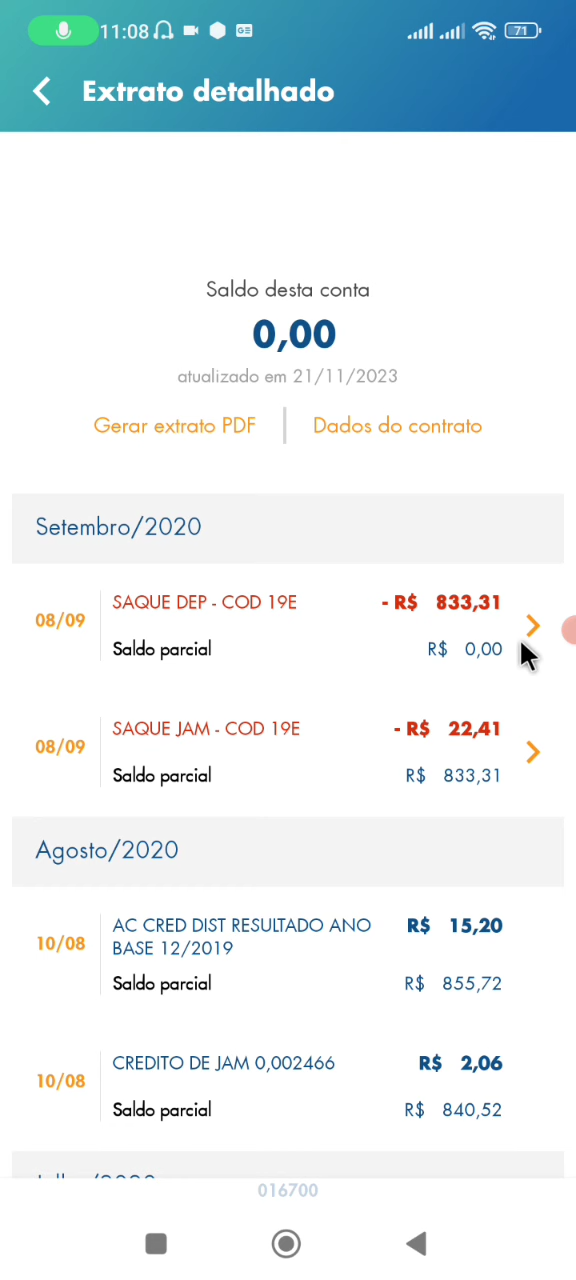 11:08
71
Extrato detalhado
Saldo desta conta
0,00
atualizado em 21/11/2023
Gerar extrato PDF
Dados do contrato
Setembro/2020
08/09
SAQUE DEP - COD 19E
- R$ 833,31
Saldo parcial
R$ 0,00
08/09
SAQUE JAM - COD 19E
- R$ 22,41
Saldo parcial
R$ 833,31
Agosto/2020
10/08
AC CRED DIST RESULTADO ANO
BASE 12/2019
R$ 15,20
Saldo parcial
R$ 855,72
10/08
CREDITO DE JAM 0,002466
R$ 2,06
Saldo parcial
R$ 840,52
016700